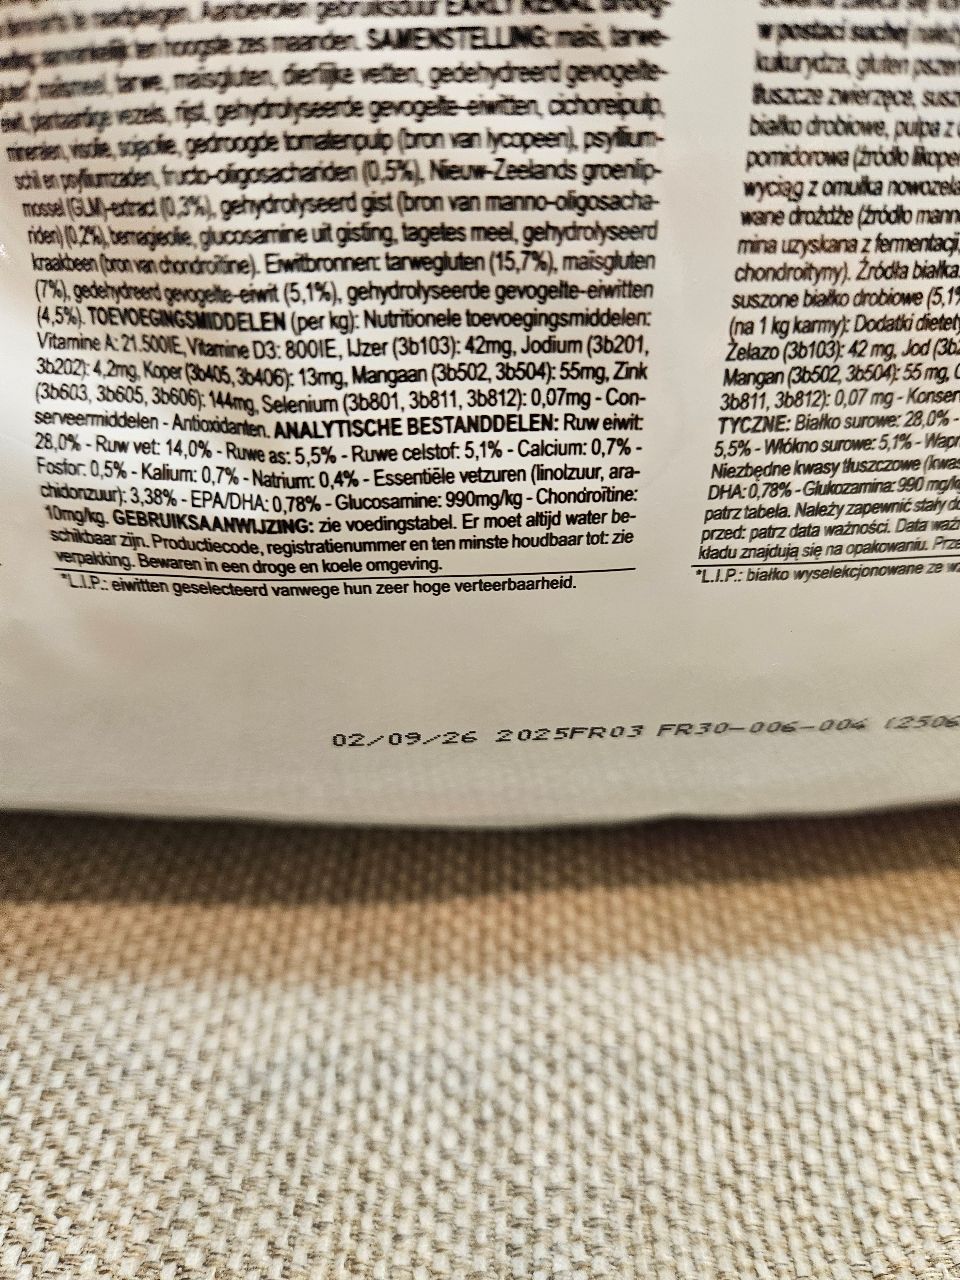 te raadplegen. Aanbevolen gebruiksduur EARLY RENAL
ten hoogste zes maanden. SAMENSTELLING: maïs, tarwe-
maïsmeel, tarwe, maïsgluten, dierlijke vetten, gedehydreerd gevogelte-
plantaardige vezels, rijst, gehydrolyseerde gevogelte-eiwitten, cichoreipulp,
mineralen, visolie, sojaolie, gedroogde tomatenpulp (bron van lycopeen), psyllium-
schil en psylliumzaden, fructo-oligosachariden (0,5%), Nieuw-Zeelands groenlip-
mossel (GLM)-extract (0,3%), gehydrolyseerd gist (bron van manno-oligosacha-
riden) (0,2%), bernagieolie, glucosamine uit gisting, tagetes meel, gehydrolyseerd
kraakbeen (bron van chondroïtine). Eiwitbronnen: tarwegluten (15,7%), maïsgluten
(7%), gedehydreerd gevogelte-eiwit (5,1%), gehydrolyseerde gevogelte-eiwitten
(4,5%). TOEVOEGINGSMIDDELEN (per kg): Nutritionele toevoegingsmiddelen:
Vitamine A: 21.500IE, Vitamine D3: 800IE, IJzer (3b103): 42mg, Jodium (3b201,
3b202): 4,2mg, Koper (3b405, 3b406): 13mg, Mangaan (3b502, 3b504): 55mg, Zink
(3b603, 3b605, 3b606): 144mg, Selenium (3b801, 3b811, 3b812): 0,07mg - Con-
serveermiddelen - Antioxidanten. ANALYTISCHE BESTANDDELEN: Ruw eiwit:
28,0% - Ruw vet: 14,0% - Ruwe as: 5,5% - Ruwe celstof: 5,1% - Calcium: 0,7% -
Fosfor: 0,5% - Kalium: 0,7% - Natrium: 0,4% - Essentiële vetzuren (linolzuur, ara-
chidonzuur): 3,38% - EPA/DHA: 0,78% - Glucosamine: 990mg/kg - Chondroïtine:
10mg/kg. GEBRUIKSAANWIJZING: zie voedingstabel. Er moet altijd water be-
schikbaar zijn. Productiecode, registratienummer en ten minste houdbaar tot: zie
verpakking. Bewaren in een droge en koele omgeving.
*L.I.P.: eiwitten geselecteerd vanwege hun zeer hoge verteerbaarheid.
w postaci suchej
kukurydza, gluten
tłuszcze zwierzęce,
białko drobiowe, pulpa z
pomidorowa (źródło
wyciąg z omułka
wane drożdże (źródło
mina uzyskana z fermentacji,
chondroityny). Źródła białka:
suszone białko drobiowe (5,1%
(na 1 kg karmy): Dodatki
Żelazo (3b103): 42 mg, Jod
Mangan (3b502, 3b504): 55 mg,
3b811, 3b812): 0,07 mg - Konser
TYCZNE: Białko surowe: 28,0% -
5,5% - Włókno surowe: 5,1% - Wapń
Niezbędne kwasy tłuszczowe
DHA: 0,78% - Glukozamina: 990 mg/kg
patrz tabela. Należy zapewnić stały
przed: patrz data ważności. Data
kładu znajdują się na opakowaniu.
*L.I.P.: białko wyselekcjonowane ze
02/09/26 2025FR03 FR30-006-004 (2506